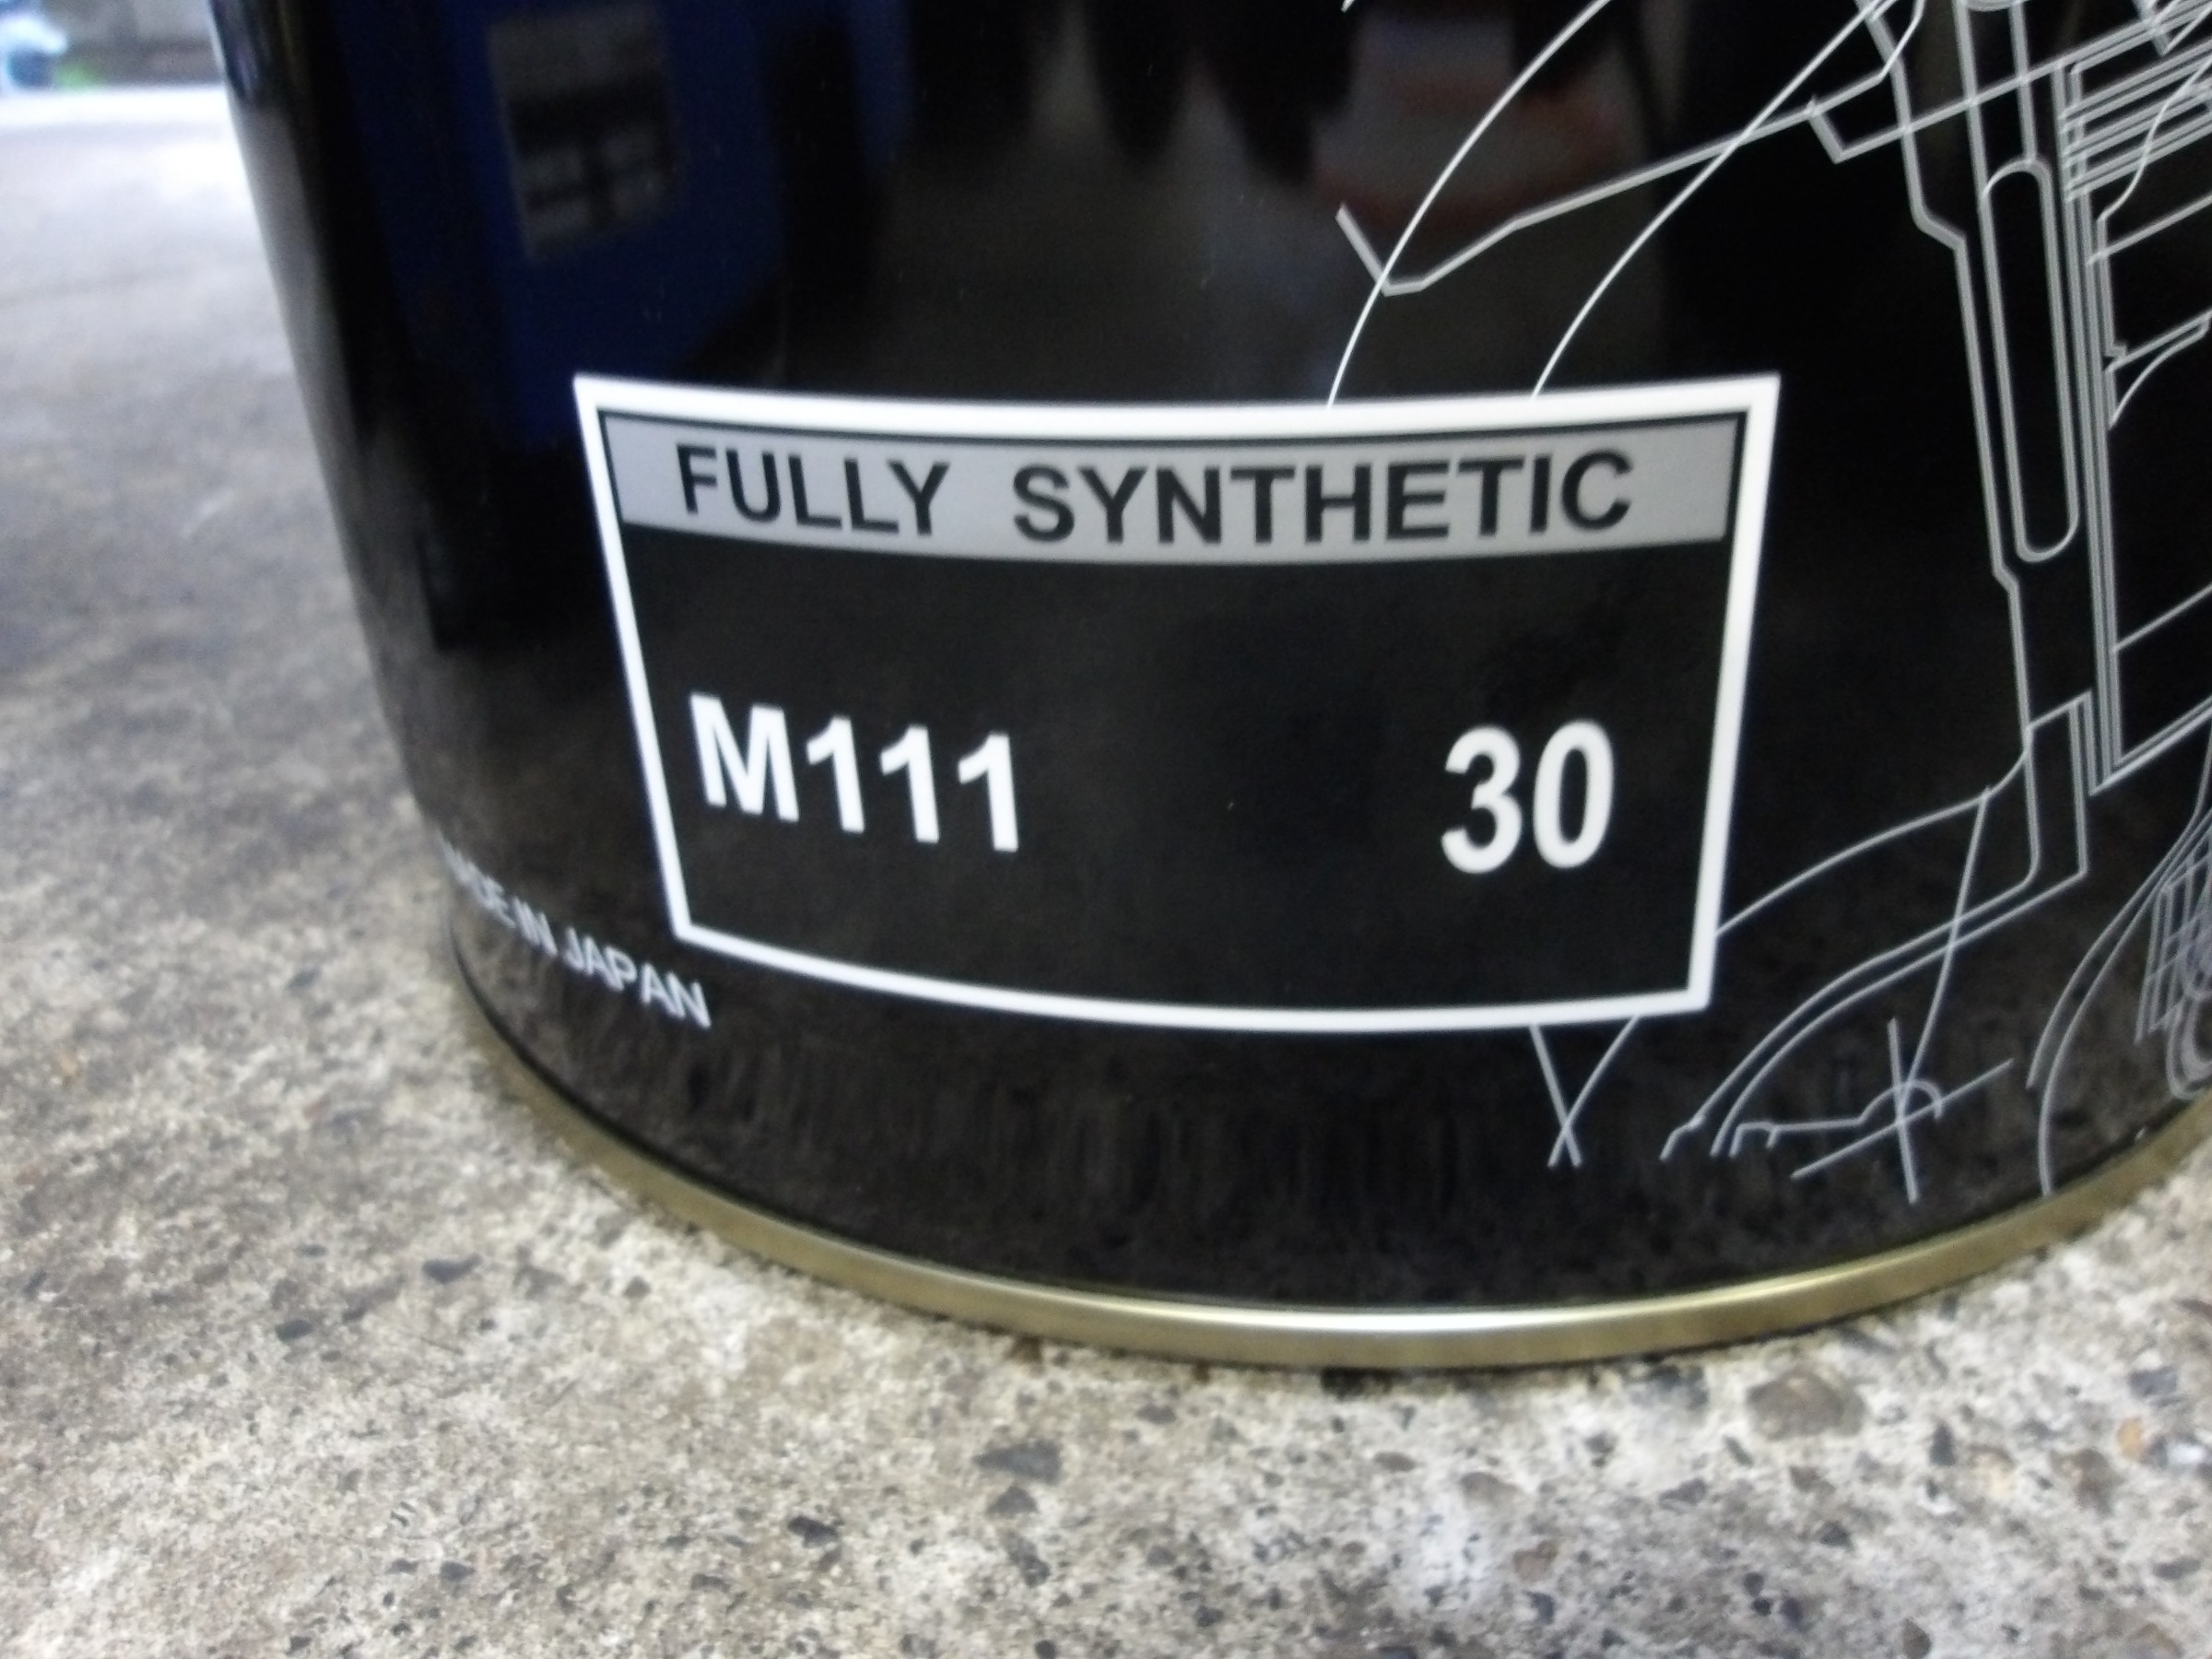 FULLY SYNTHETIC
M111 30
MADE IN JAPAN